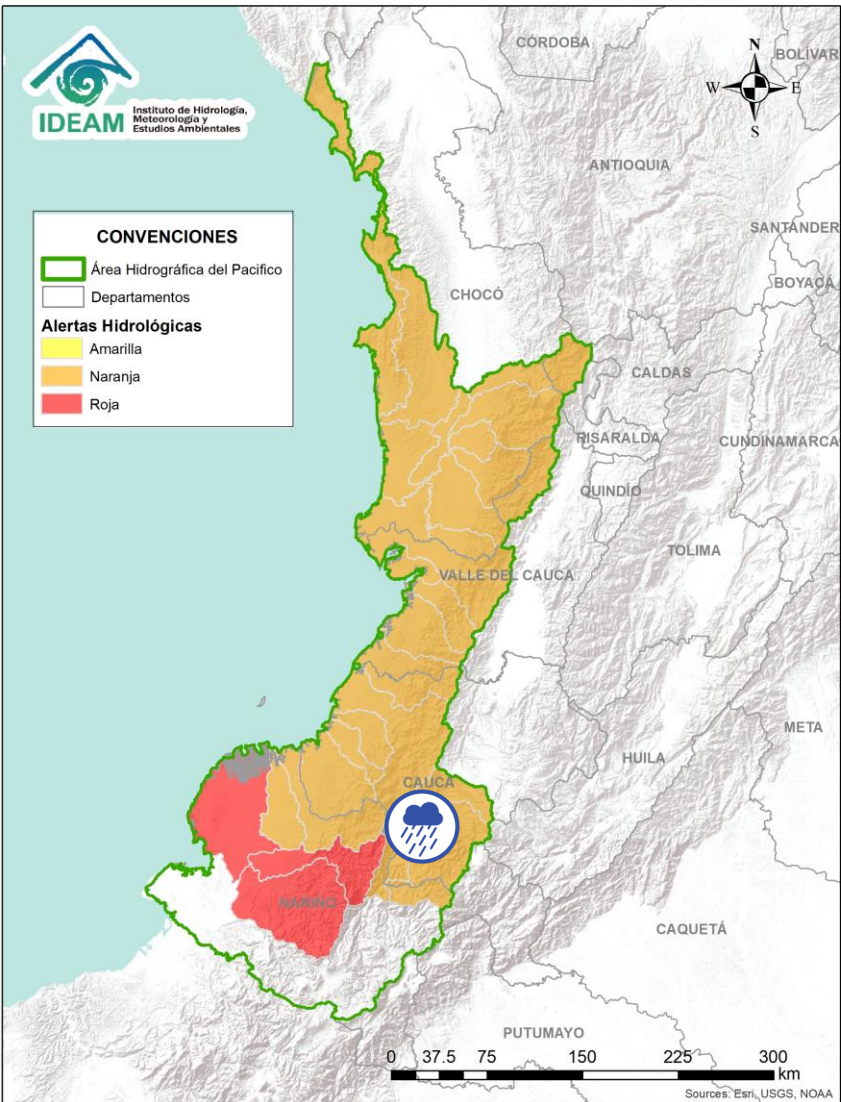 IDEAM
Instituto de Hidrología,
Meteorología y
Estudios Ambientales
N
W
E
S
CÓRDOBA
BOLÍVAR
ANTIOQUIA
SANTANDER
BOYACÁ
CHOCÓ
CALDAS
RISARALDA
CUNDINAMARCA
QUINDÍO
TOLIMA
VALLE DEL CAUCA
META
HUILA
CAUCA
NARIÑO
CAQUETÁ
PUTUMAYO
CONVENCIONES
Área Hidrográfica del Pacifico
Departamentos
Alertas Hidrológicas
Amarilla
Naranja
Roja
0 37.5 75 150 225 300
km
Sources: Esri, USGS, NOAA